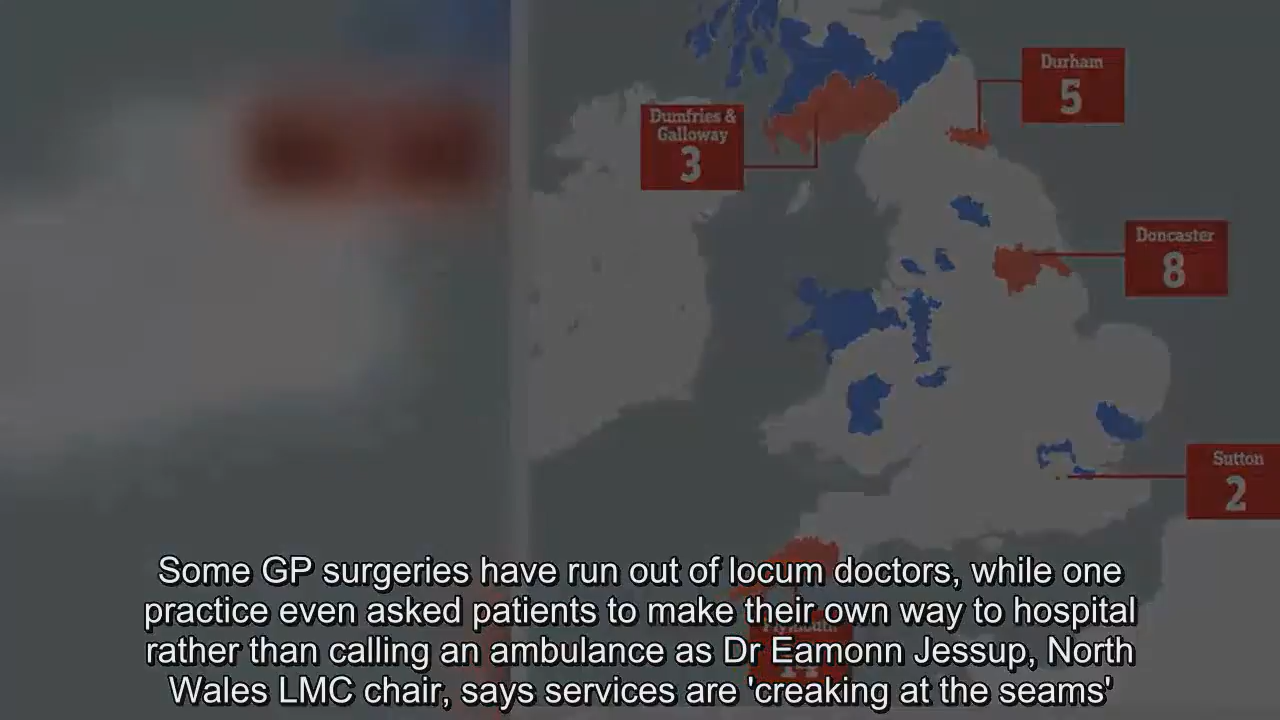 Durham
5
Dumfries &
Galloway
3
Doncaster
8
Sutton
2
Plymouth
14
Some GP surgeries have run out of locum doctors, while one
practice even asked patients to make their own way to hospital
rather than calling an ambulance as Dr Eamonn Jessup, North
Wales LMC chair, says services are 'creaking at the seams'